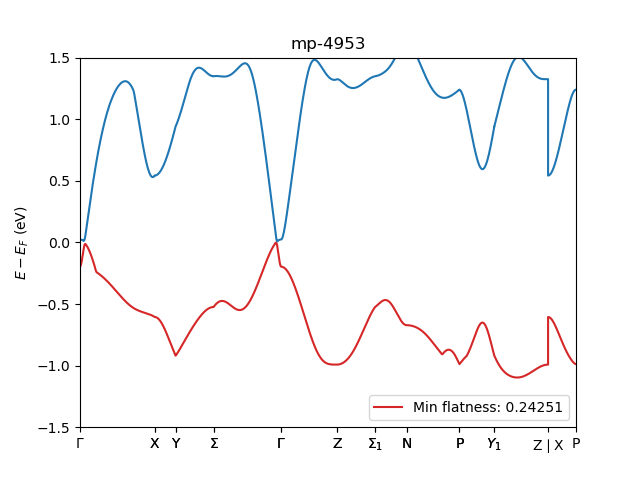 mp-4953
1.5
1.0
0.5
0.0
−0.5
−1.0
−1.5
E − E_F (eV)
Min flatness: 0.24251
Γ X Y Σ Γ Z Σ₁ N P Y₁ Z | X P